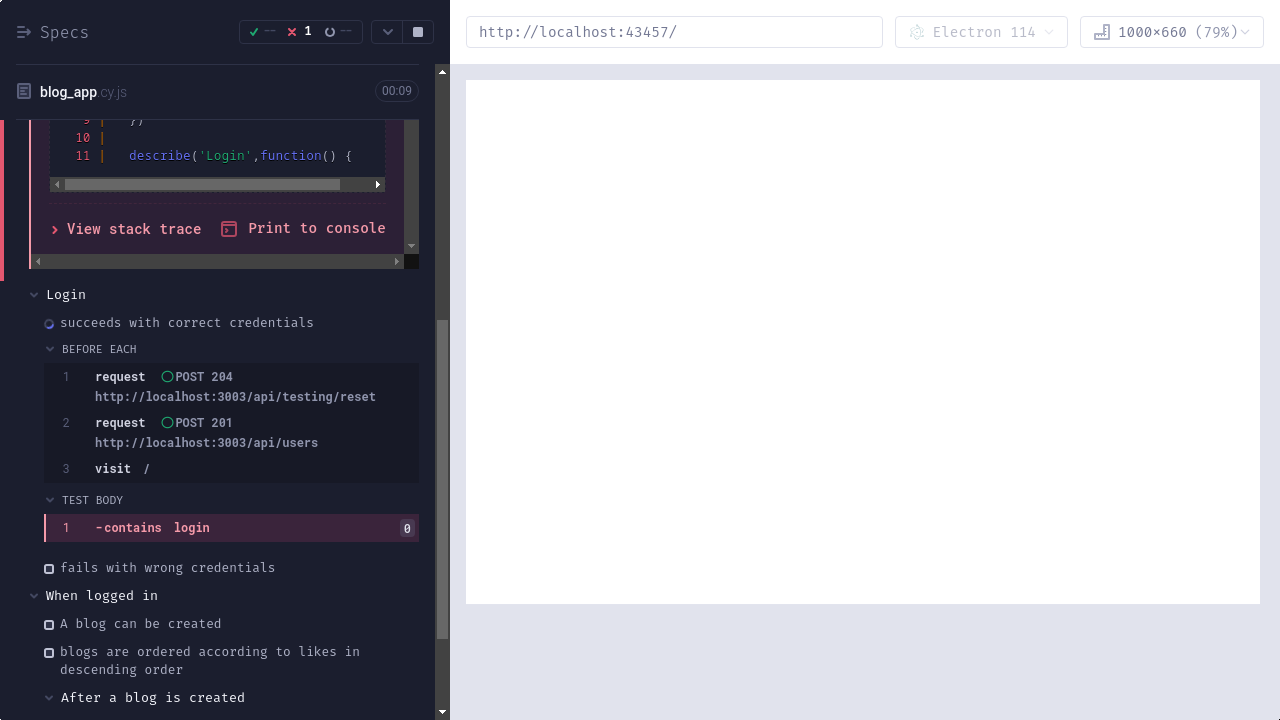 Specs
-- 1 --
blog_app.cy.js
00:09
9 | })
10 |
11 | describe('Login',function() {
View stack trace
Print to console
Login
succeeds with correct credentials
BEFORE EACH
1 request POST 204
http://localhost:3003/api/testing/reset
2 request POST 201
http://localhost:3003/api/users
3 visit /
TEST BODY
1 -contains login 0
fails with wrong credentials
When logged in
A blog can be created
blogs are ordered according to likes in
descending order
After a blog is created
http://localhost:43457/
Electron 114
1000×660 (79%)